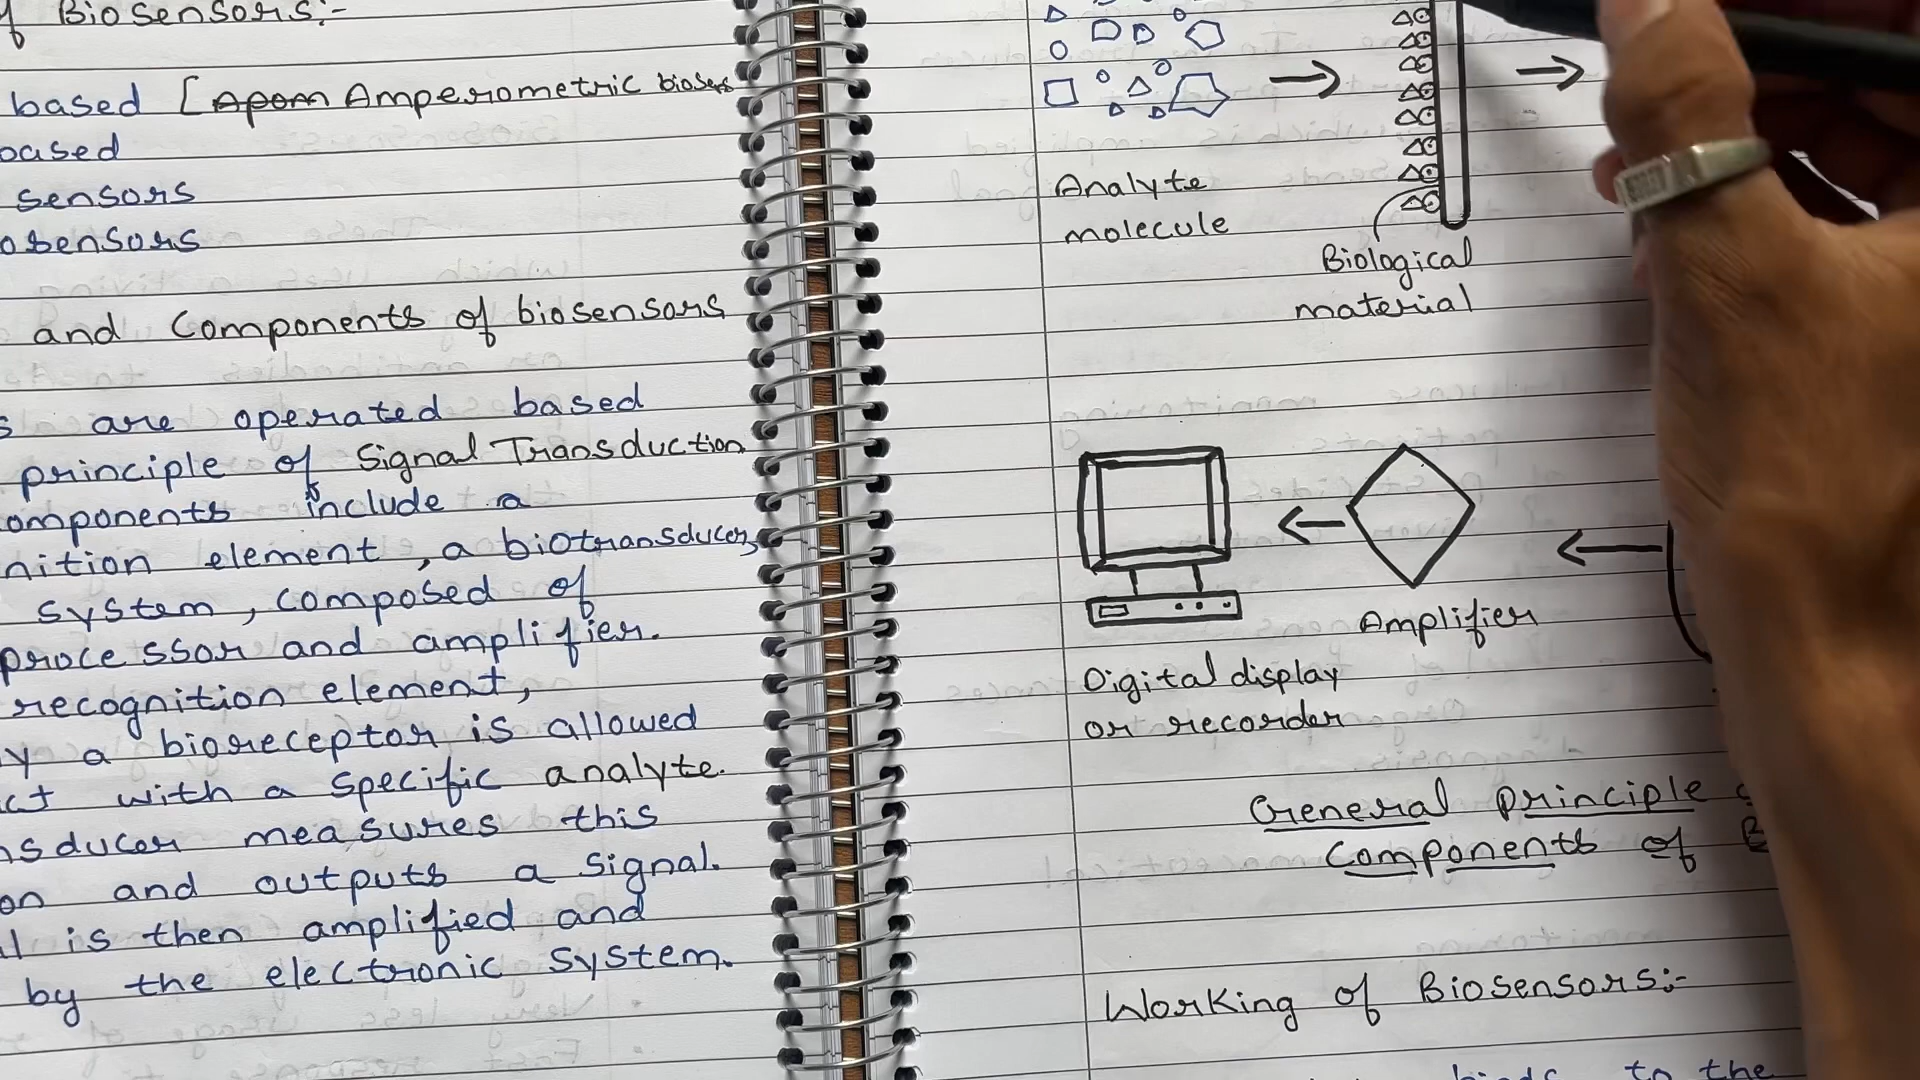 of Biosensors:-
based [Amperometric biosens
based
sensors
osensors
and Components of biosensors
s are operated based
principle of Signal Transduction.
omponents include a
nition element, a biotransducer,
system, composed of
processor and amplifier.
recognition element,
y a bioreceptor is allowed
act with a specific analyte.
nsducer measures this
on and outputs a signal.
l is then amplified and
by the electronic system.
Analyte
molecule
Biological
material
Amplifier
Digital display
or recorder
General principle
Components of B
Working of Biosensors:-
binds to the